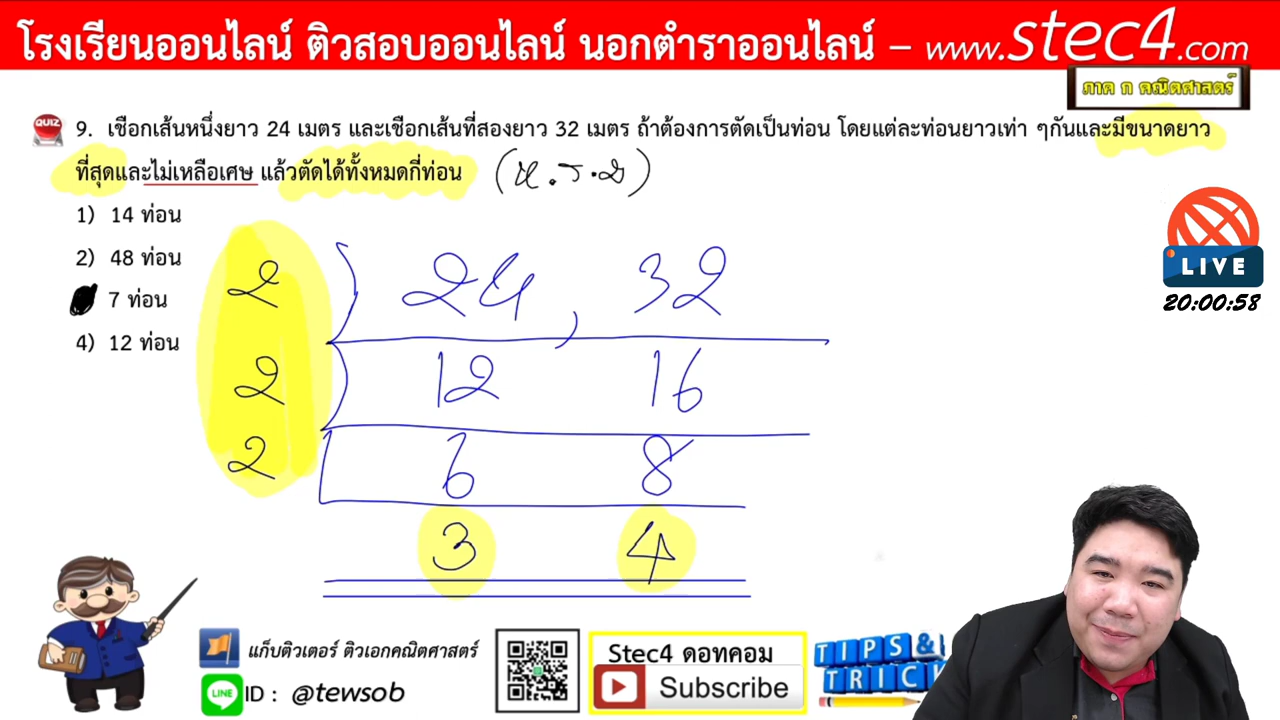 โรงเรียนออนไลน์ ติวสอบออนไลน์ นอกตำราออนไลน์ – www.stec4.com
ภาค ก คณิตศาสตร์
QUIZ
9. เชือกเส้นหนึ่งยาว 24 เมตร และเชือกเส้นที่สองยาว 32 เมตร ถ้าต้องการตัดเป็นท่อน โดยแต่ละท่อนยาวเท่า ๆกันและมีขนาดยาว
ที่สุดและไม่เหลือเศษ แล้วตัดได้ทั้งหมดกี่ท่อน (ห.ร.ม)
1) 14 ท่อน
2) 48 ท่อน
7 ท่อน
4) 12 ท่อน
2 ) 24 , 32
2 ) 12 16
2 6 8
3 4
LIVE
20:00:58
แก็บติวเตอร์ ติวเอกคณิตศาสตร์
LINE ID : @tewsob
Stec4 ดอทคอม
Subscribe
TIPS &
TRIC